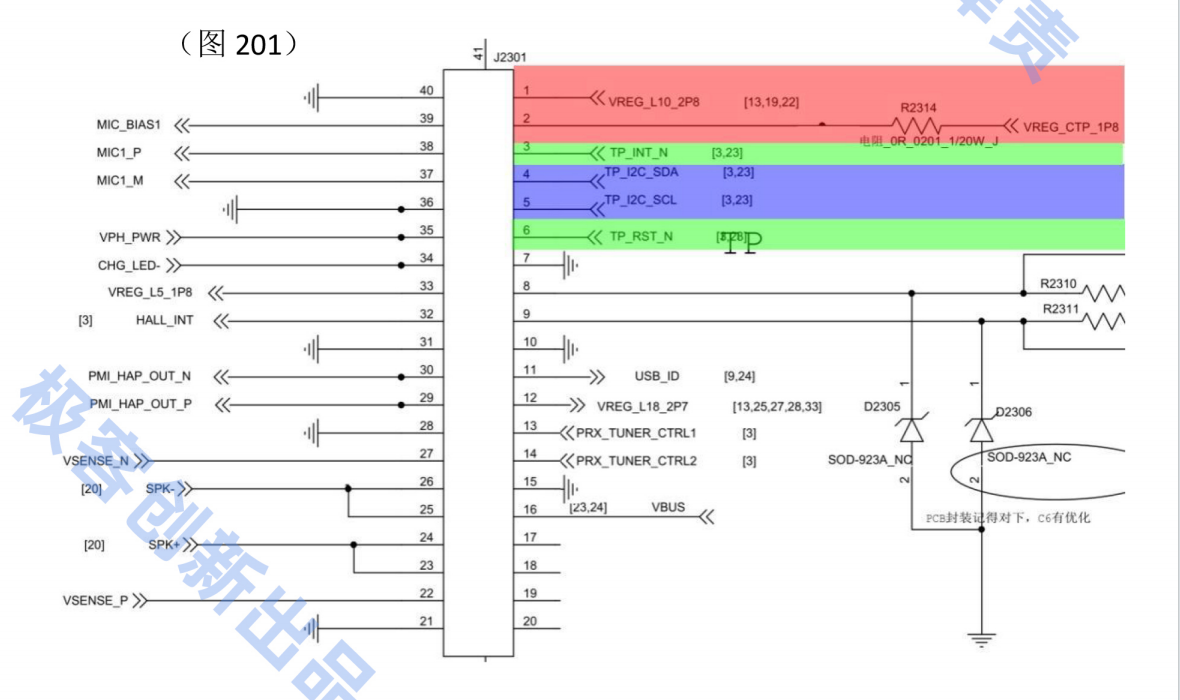 （图 201）
41
J2301
40
MIC_BIAS1 39
MIC1_P 38
MIC1_M 37
36
VPH_PWR 35
CHG_LED- 34
VREG_L5_1P8 33
[3] HALL_INT 32
31
PMI_HAP_OUT_N 30
PMI_HAP_OUT_P 29
28
VSENSE_N 27
[20] SPK- 26
25
[20] SPK+ 24
23
VSENSE_P 22
21
1 VREG_L10_2P8 [13,19,22]
2 R2314 VREG_CTP_1P8
电阻_0R_0201_1/20W_J
3 TP_INT_N [3,23]
4 TP_I2C_SDA [3,23]
5 TP_I2C_SCL [3,23]
6 TP_RST_N [3,23]
TP
7
8
9
10
11 USB_ID [9,24]
12 VREG_L18_2P7 [13,25,27,28,33]
13 PRX_TUNER_CTRL1 [3]
14 PRX_TUNER_CTRL2 [3]
15
16 [23,24] VBUS
17
18
19
20
R2310
R2311
1
D2305
SOD-923A_NC
2
1
D2306
SOD-923A_NC
2
PCB封装记得对下，C6有优化
极客创新出品
责